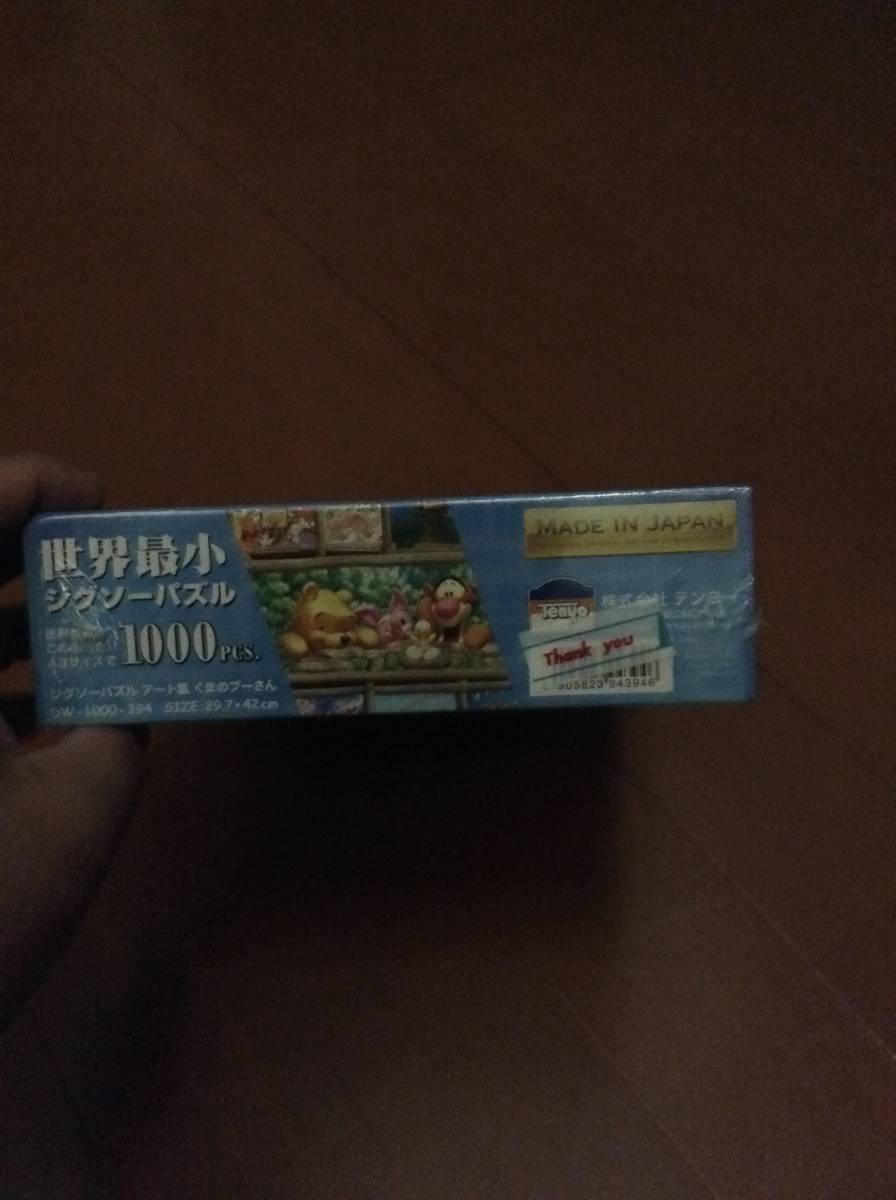 世界最小
ジグソーパズル
A3サイズで
1000PCS.
ジグソーパズル アート集 くまのプーさん
DW-1000-394 SIZE:29.7×42cm
MADE IN JAPAN
Tenyo
株式会社 テンヨー
Thank you
905823 943946